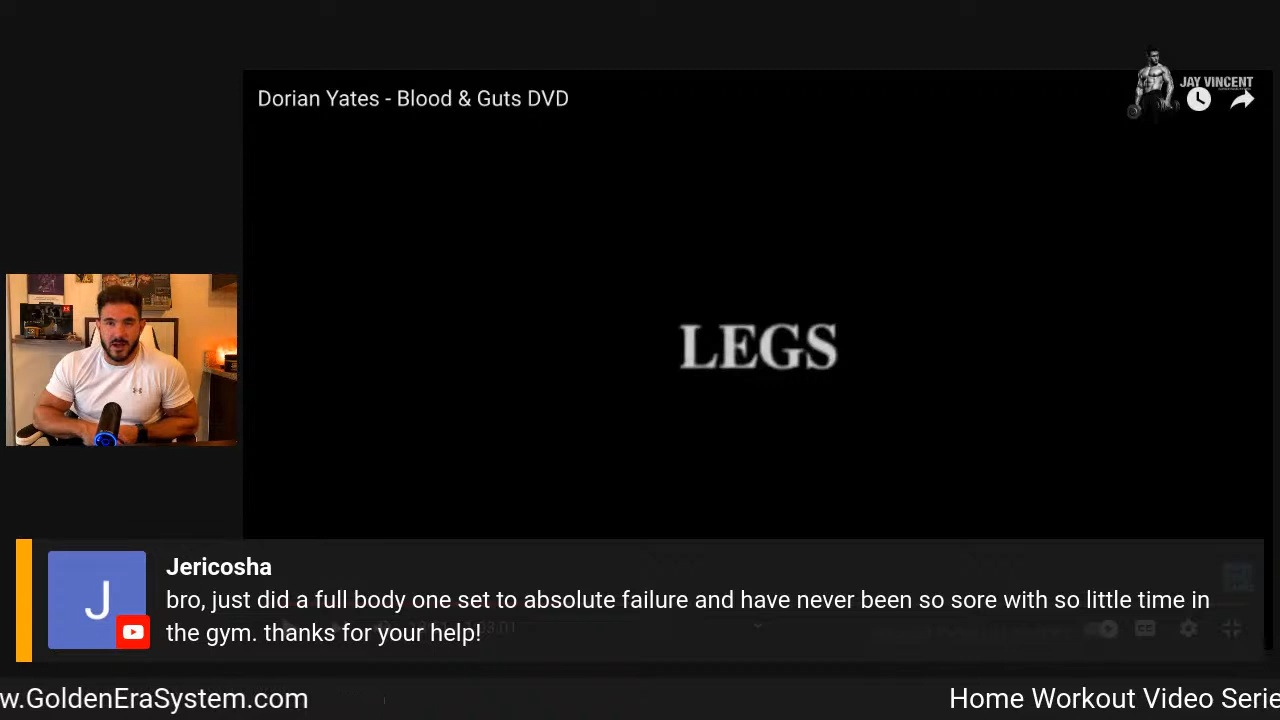 Dorian Yates - Blood & Guts DVD
JAY VINCENT
LEGS
J
Jericosha
bro, just did a full body one set to absolute failure and have never been so sore with so little time in
the gym. thanks for your help!
w.GoldenEraSystem.com
Home Workout Video Serie